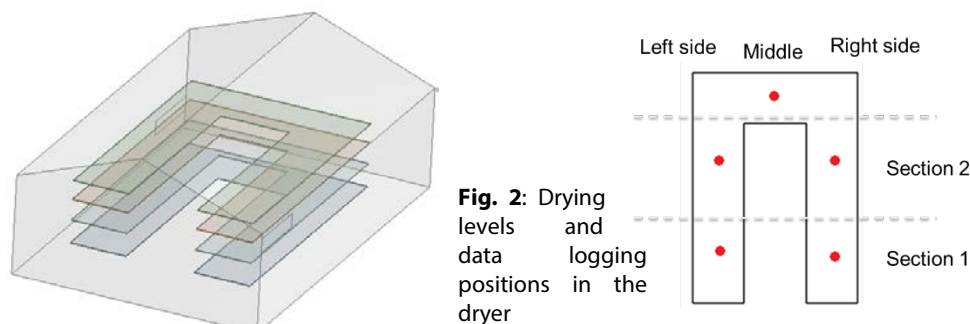 Left side
Middle
Right side
Section 2
Section 1
Fig. 2: Drying
levels and
data logging
positions in the
dryer